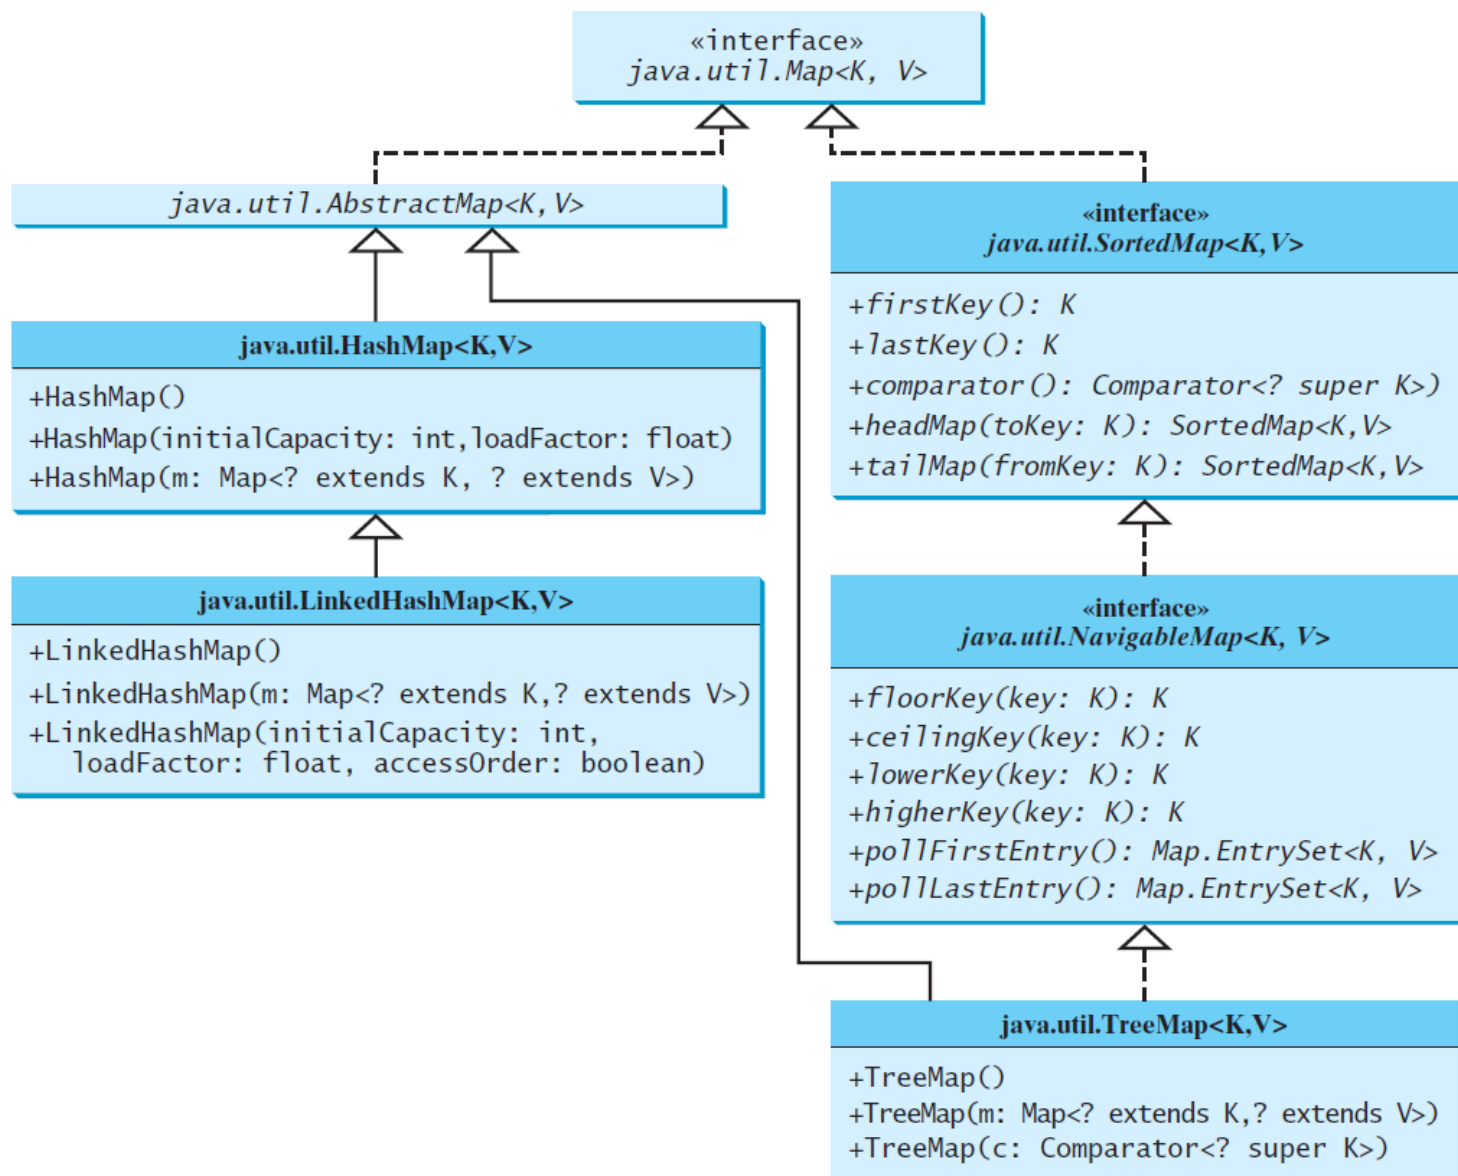 «interface»
java.util.Map<K, V>
java.util.AbstractMap<K,V>
«interface»
java.util.SortedMap<K,V>
+firstKey(): K
+lastKey(): K
+comparator(): Comparator<? super K>)
+headMap(toKey: K): SortedMap<K,V>
+tailMap(fromKey: K): SortedMap<K,V>
java.util.HashMap<K,V>
+HashMap()
+HashMap(initialCapacity: int,loadFactor: float)
+HashMap(m: Map<? extends K, ? extends V>)
java.util.LinkedHashMap<K,V>
+LinkedHashMap()
+LinkedHashMap(m: Map<? extends K,? extends V>)
+LinkedHashMap(initialCapacity: int,
loadFactor: float, accessOrder: boolean)
«interface»
java.util.NavigableMap<K, V>
+floorKey(key: K): K
+ceilingKey(key: K): K
+lowerKey(key: K): K
+higherKey(key: K): K
+pollFirstEntry(): Map.EntrySet<K, V>
+pollLastEntry(): Map.EntrySet<K, V>
java.util.TreeMap<K,V>
+TreeMap()
+TreeMap(m: Map<? extends K,? extends V>)
+TreeMap(c: Comparator<? super K>)